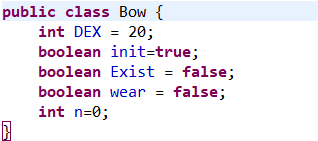 public class Bow {
    int DEX = 20;
    boolean init=true;
    boolean Exist = false;
    boolean wear = false;
    int n=0;
}